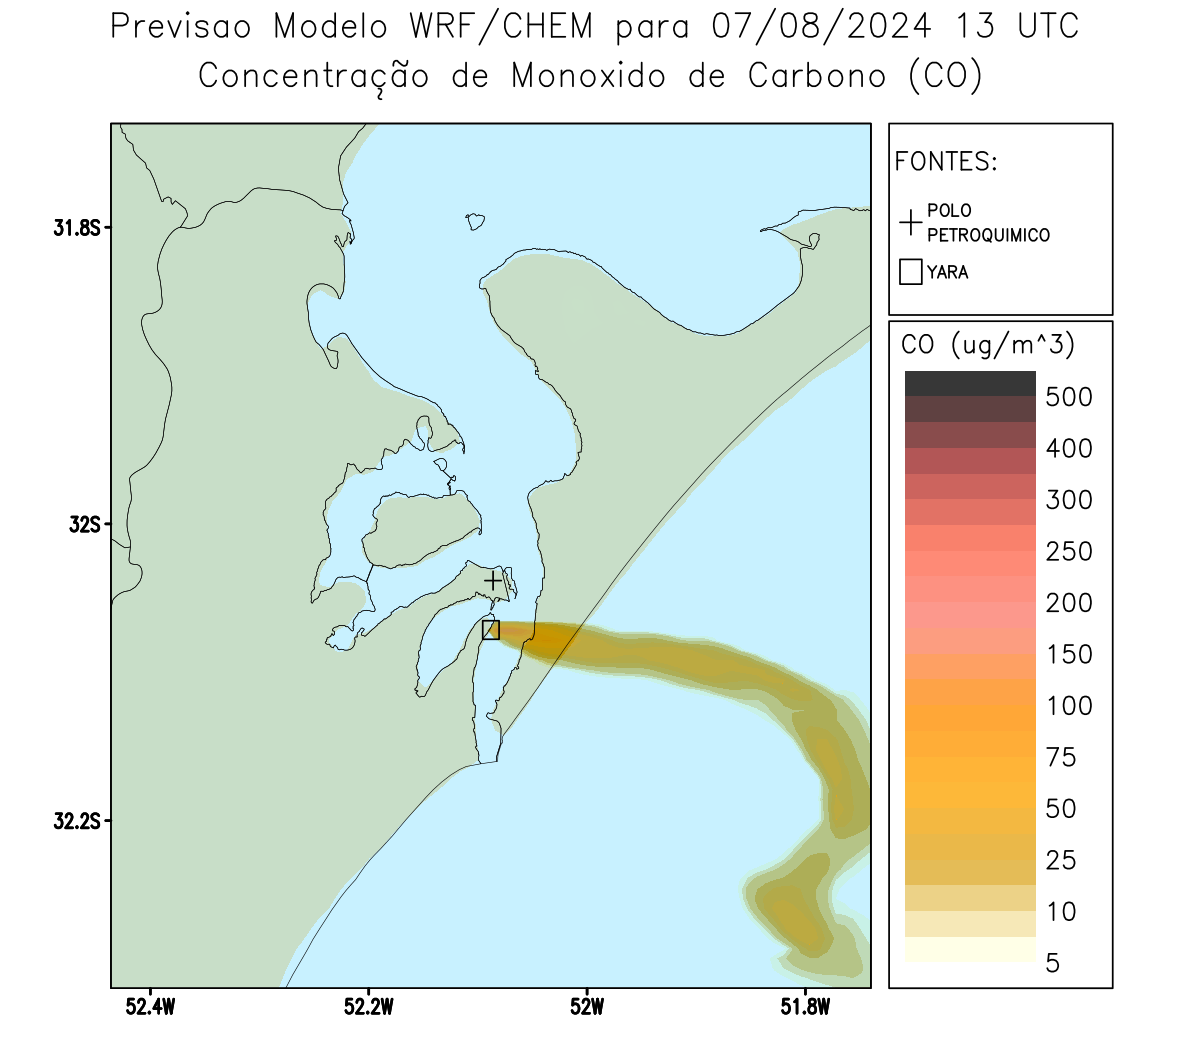 Previsao Modelo WRF/CHEM para 07/08/2024 13 UTC
Concentração de Monoxido de Carbono (CO)
FONTES:
POLO
PETROQUIMICO
YARA
CO (ug/m^3)
500
400
300
250
200
150
100
75
50
25
10
5
31.8S
32S
32.2S
52.4W
52.2W
52W
51.8W